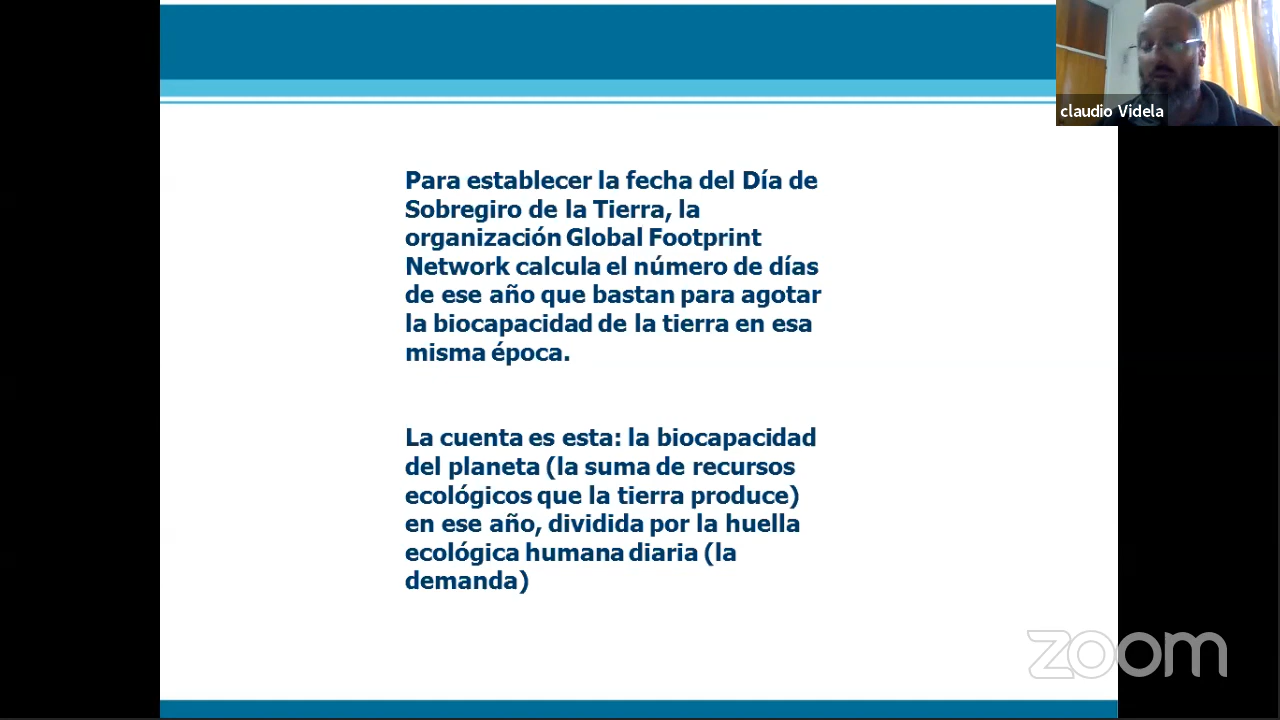 claudio Videla
Para establecer la fecha del Día de
Sobregiro de la Tierra, la
organización Global Footprint
Network calcula el número de días
de ese año que bastan para agotar
la biocapacidad de la tierra en esa
misma época.
La cuenta es esta: la biocapacidad
del planeta (la suma de recursos
ecológicos que la tierra produce)
en ese año, dividida por la huella
ecológica humana diaria (la
demanda)
zoom